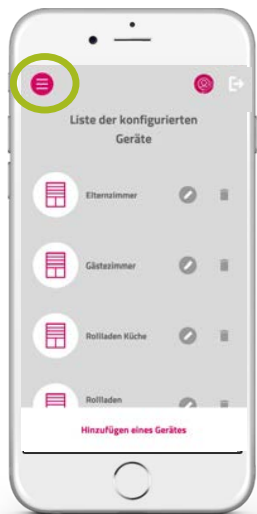 Liste der konfigurierten
Geräte
Elternzimmer
Gästezimmer
Rollladen Küche
Rollladen
Hinzufügen eines Gerätes